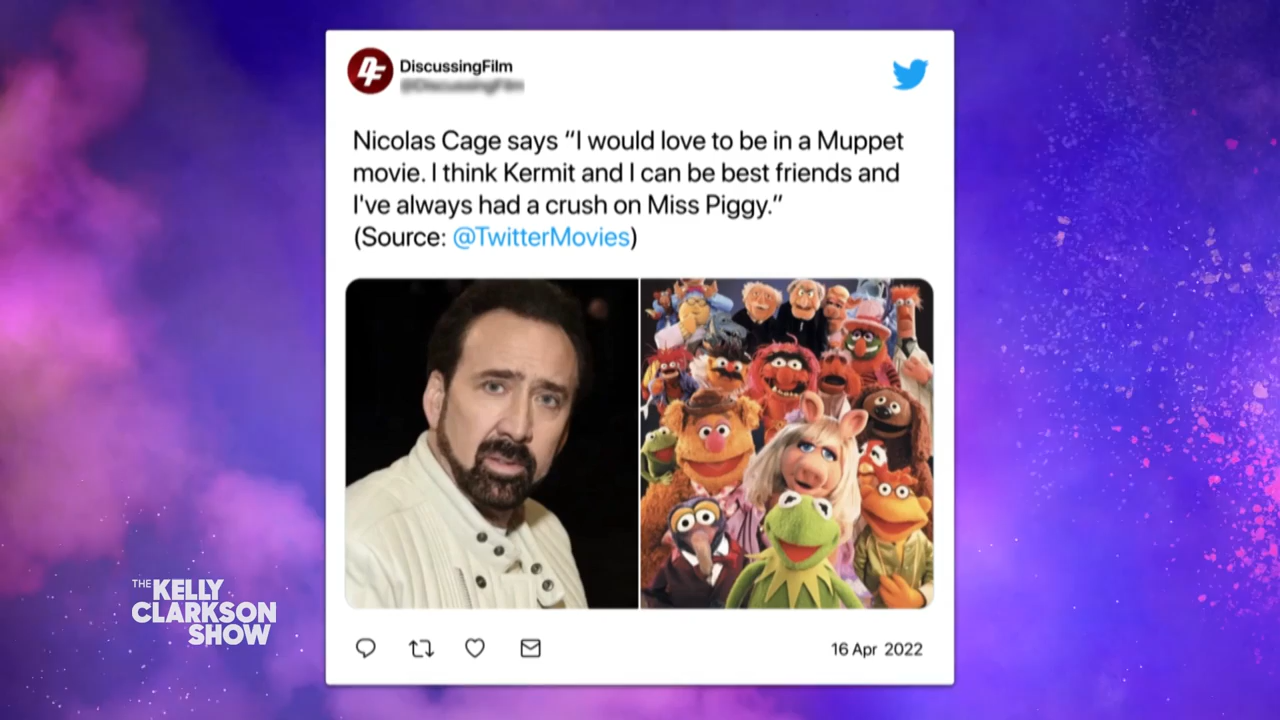 DF
DiscussingFilm
Nicolas Cage says “I would love to be in a Muppet
movie. I think Kermit and I can be best friends and
I've always had a crush on Miss Piggy.”
(Source: @TwitterMovies)
THE KELLY
CLARKSON
SHOW
16 Apr 2022